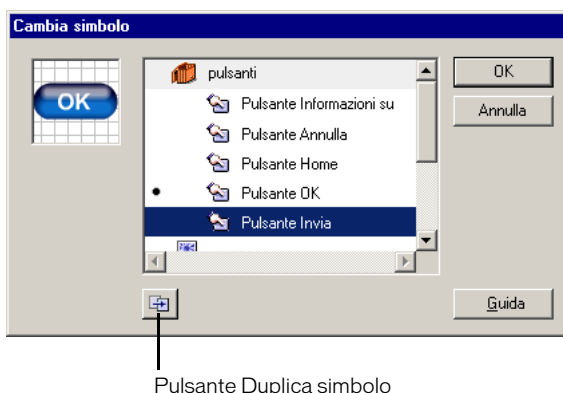 Cambia simbolo
OK
pulsanti
Pulsante Informazioni su
Pulsante Annulla
Pulsante Home
Pulsante OK
Pulsante Invia
OK
Annulla
Guida
Pulsante Duplica simbolo